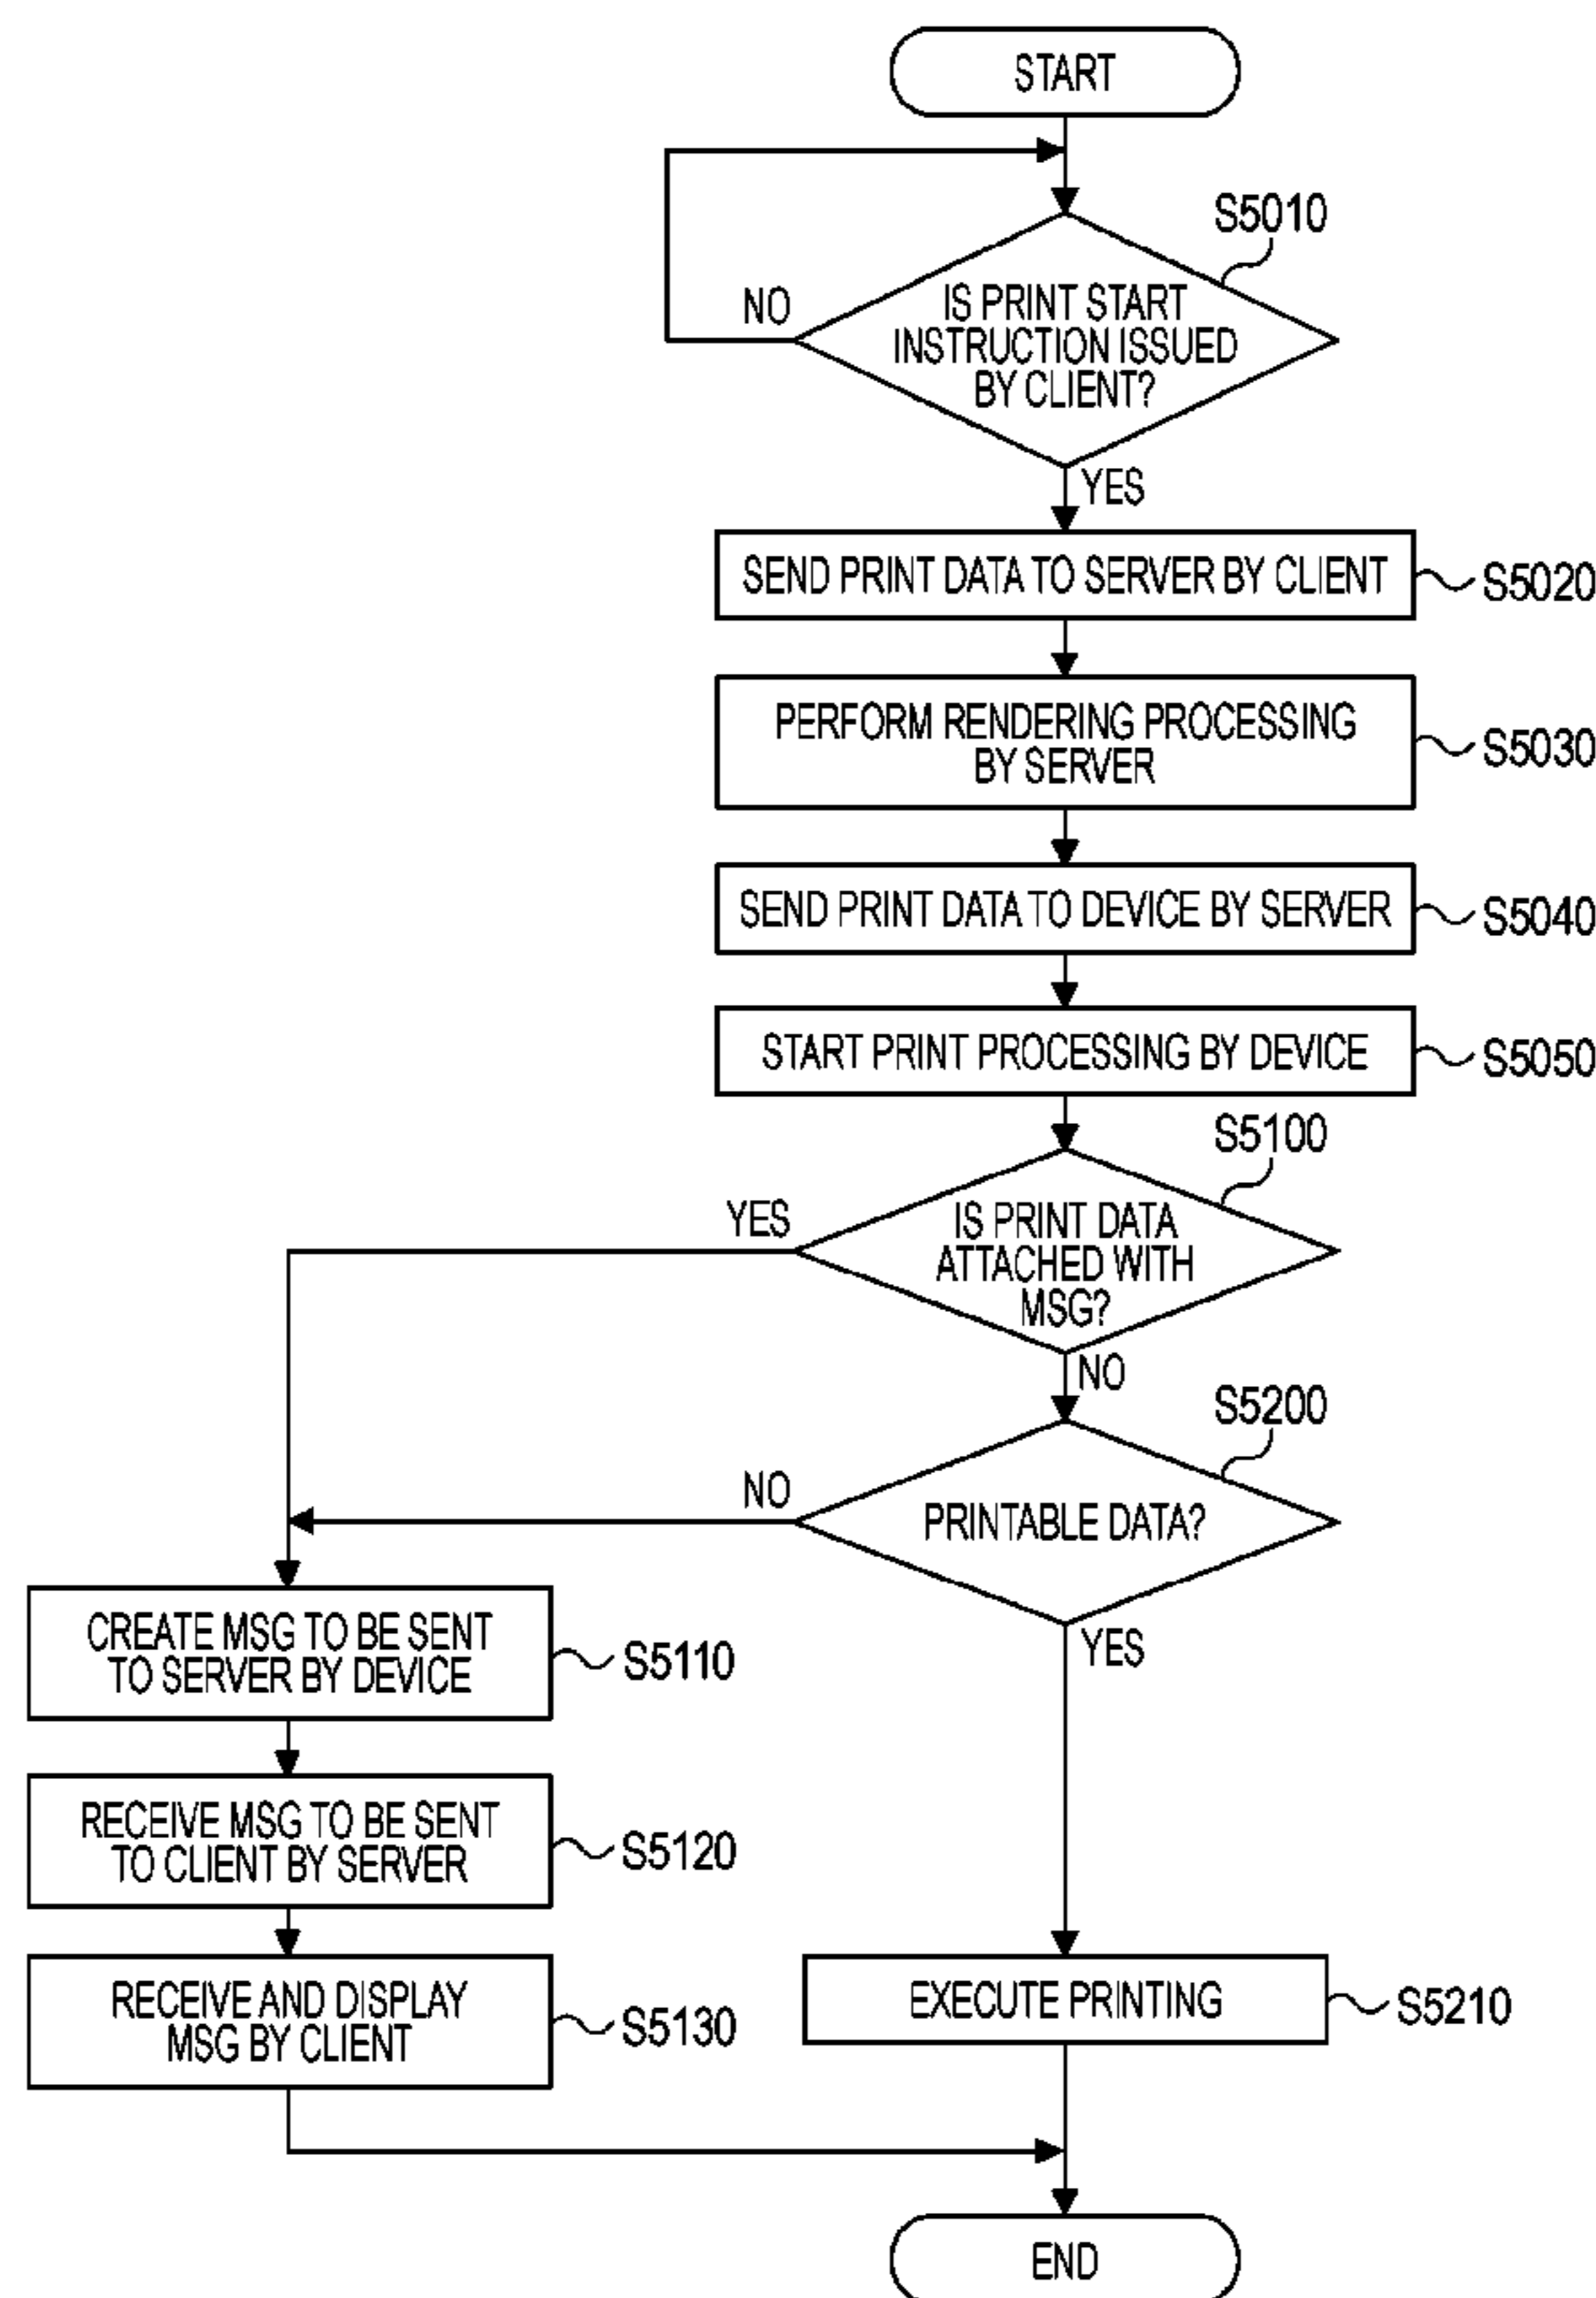 START
S5010
NO
IS PRINT START
INSTRUCTION ISSUED
BY CLIENT?
YES
SEND PRINT DATA TO SERVER BY CLIENT
S5020
PERFORM RENDERING PROCESSING
BY SERVER
S5030
SEND PRINT DATA TO DEVICE BY SERVER
S5040
START PRINT PROCESSING BY DEVICE
S5050
S5100
YES
IS PRINT DATA
ATTACHED WITH
MSG?
NO
S5200
NO
PRINTABLE DATA?
YES
CREATE MSG TO BE SENT
TO SERVER BY DEVICE
S5110
RECEIVE MSG TO BE SENT
TO CLIENT BY SERVER
S5120
RECEIVE AND DISPLAY
MSG BY CLIENT
S5130
EXECUTE PRINTING
S5210
END